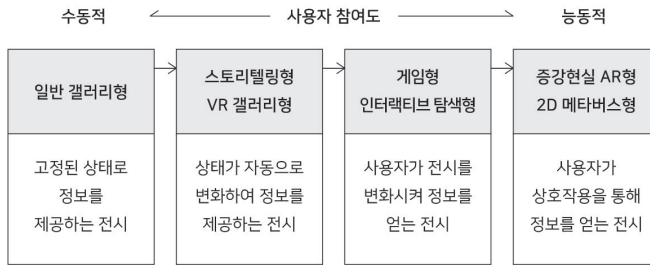 수동적 사용자 참여도 능동적
일반 갤러리형
스토리텔링형
VR 갤러리형
게임형
인터랙티브 탐색형
증강현실 AR형
2D 메타버스형
고정된 상태로
정보를
제공하는 전시
상태가 자동으로
변화하여 정보를
제공하는 전시
사용자가 전시를
변화시켜 정보를
얻는 전시
사용자가
상호작용을 통해
정보를 얻는 전시